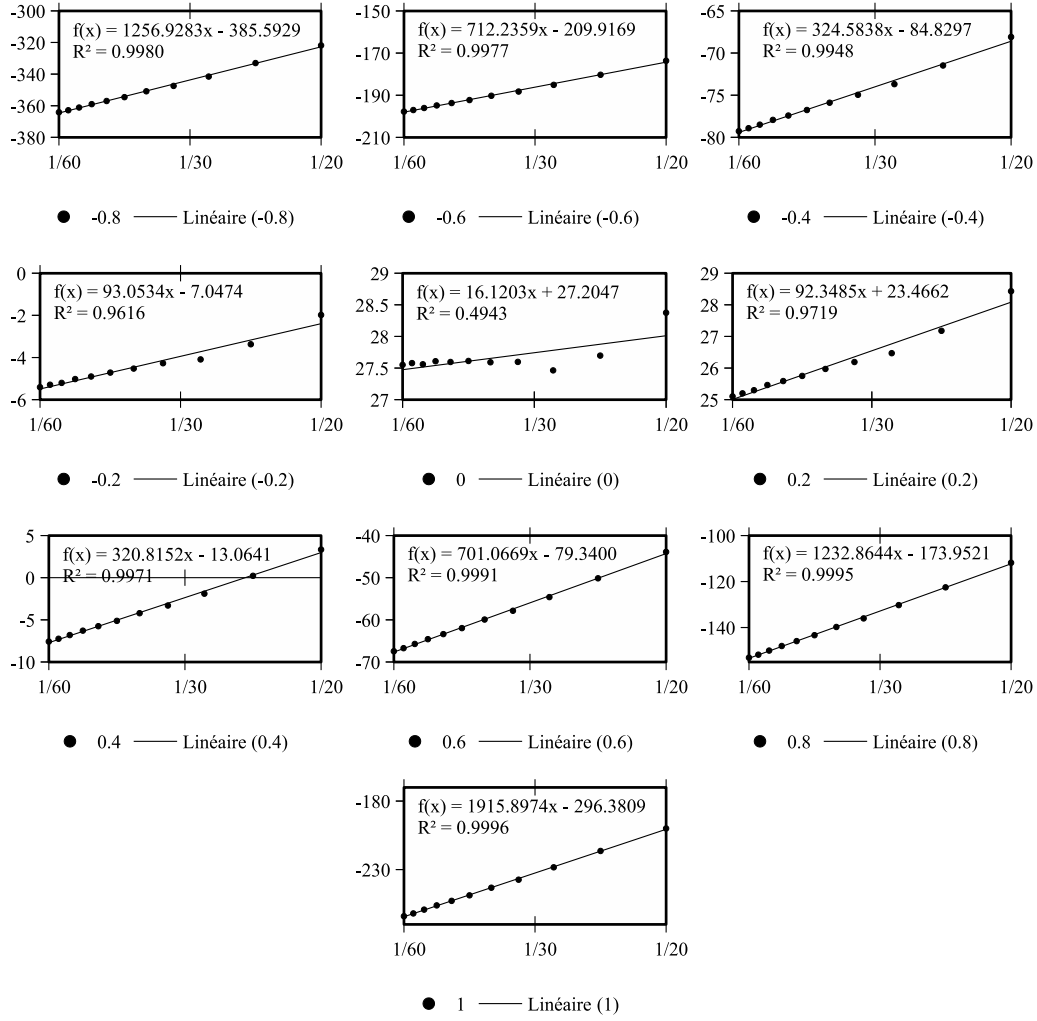 -300
-320
-340
-360
-380
f(x) = 1256.9283x - 385.5929
R² = 0.9980
1/60
1/30
1/20
-0.8 Linéaire (-0.8)
-150
-170
-190
-210
f(x) = 712.2359x - 209.9169
R² = 0.9977
1/60
1/30
1/20
-0.6 Linéaire (-0.6)
-65
-70
-75
-80
f(x) = 324.5838x - 84.8297
R² = 0.9948
1/60
1/30
1/20
-0.4 Linéaire (-0.4)
0
-2
-4
-6
f(x) = 93.0534x - 7.0474
R² = 0.9616
1/60
1/30
1/20
-0.2 Linéaire (-0.2)
29
28.5
28
27.5
27
f(x) = 16.1203x + 27.2047
R² = 0.4943
1/60
1/30
1/20
0 Linéaire (0)
29
28
27
26
25
f(x) = 92.3485x + 23.4662
R² = 0.9719
1/60
1/30
1/20
0.2 Linéaire (0.2)
5
0
-5
-10
f(x) = 320.8152x - 13.0641
R² = 0.9971
1/60
1/30
1/20
0.4 Linéaire (0.4)
-40
-50
-60
-70
f(x) = 701.0669x - 79.3400
R² = 0.9991
1/60
1/30
1/20
0.6 Linéaire (0.6)
-100
-120
-140
f(x) = 1232.8644x - 173.9521
R² = 0.9995
1/60
1/30
1/20
0.8 Linéaire (0.8)
-180
-230
f(x) = 1915.8974x - 296.3809
R² = 0.9996
1/60
1/30
1/20
1 Linéaire (1)